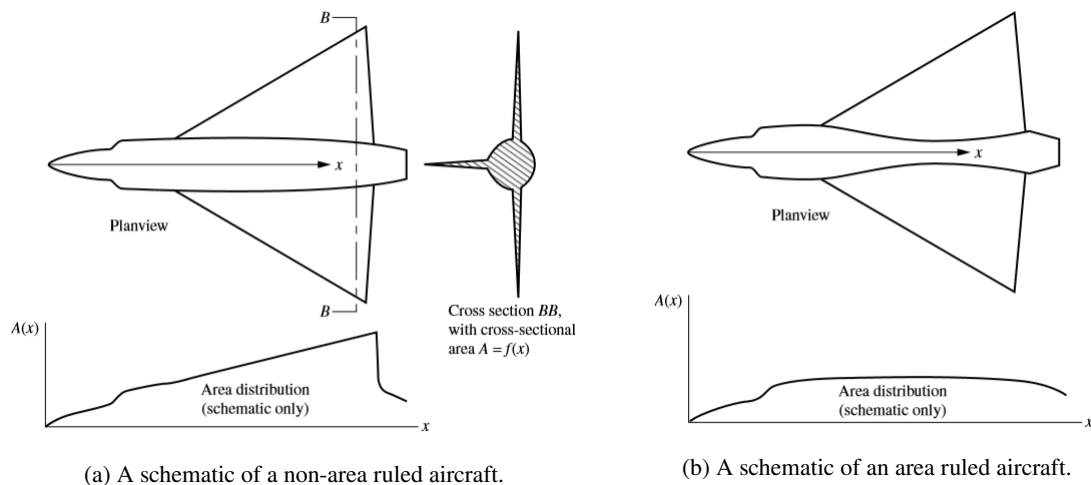 B
x
Planview
B
Cross section BB,
with cross-sectional
area A = f(x)
A(x)
Area distribution
(schematic only)
x
(a) A schematic of a non-area ruled aircraft.
x
Planview
A(x)
Area distribution
(schematic only)
x
(b) A schematic of an area ruled aircraft.